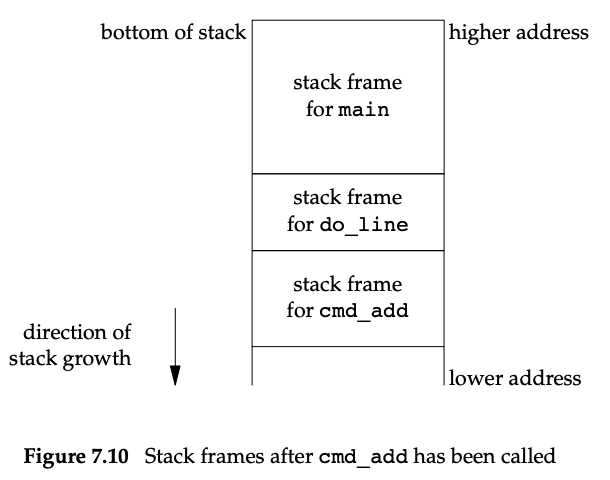 bottom of stack
higher address
stack frame
for main
stack frame
for do_line
stack frame
for cmd_add
direction of
stack growth
lower address
Figure 7.10 Stack frames after cmd_add has been called